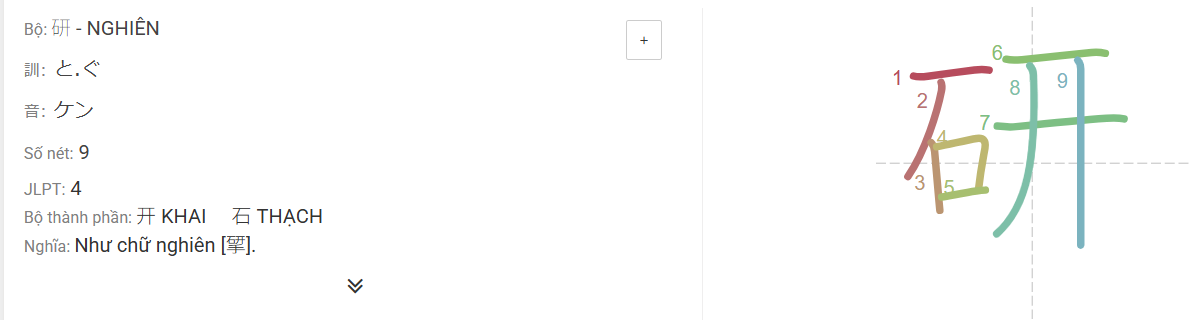 Bộ: 研 - NGHIÊN
+
訓: と.ぐ
音: ケン
Số nét: 9
JLPT: 4
Bộ thành phần: 开 KHAI 石 THẠCH
Nghĩa: Như chữ nghiên [揅].
研
1
2
3
4
5
6
7
8
9